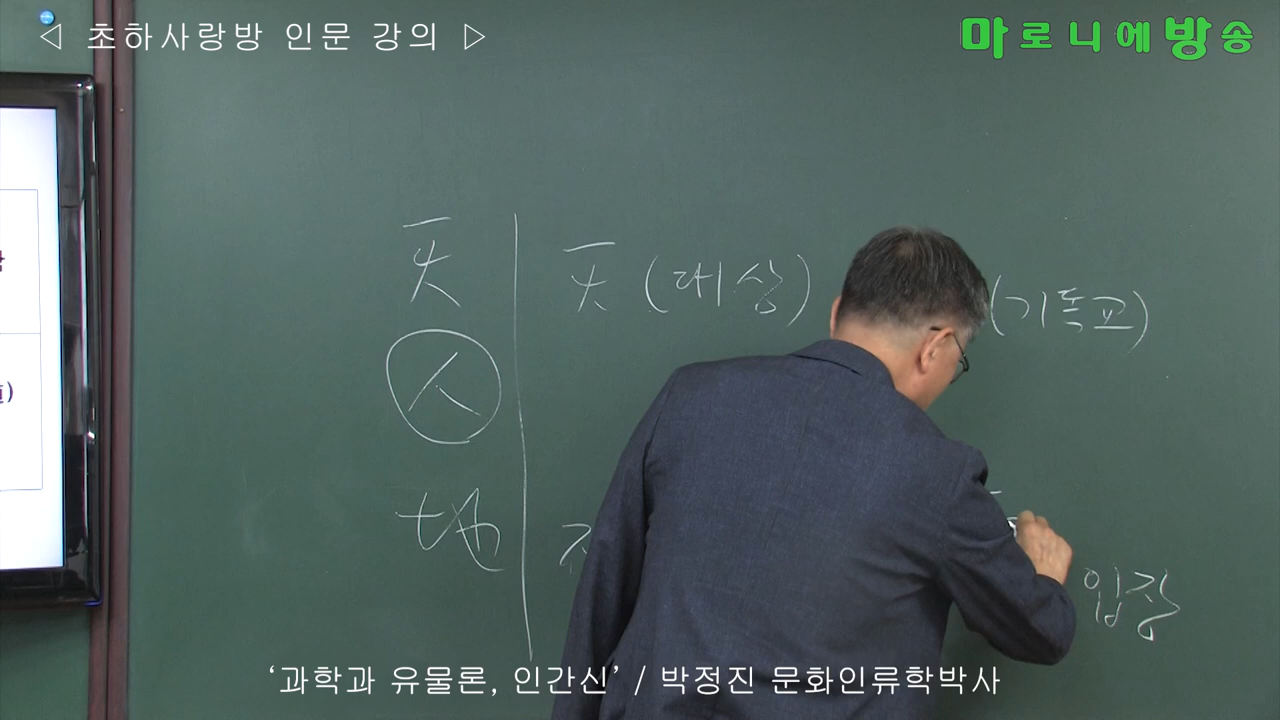 ◁ 초하사랑방 인문 강의 ▷
마로니에방송
天 天 (대상) (기독교)
人
地
입장
‘과학과 유물론, 인간신’ / 박정진 문화인류학박사